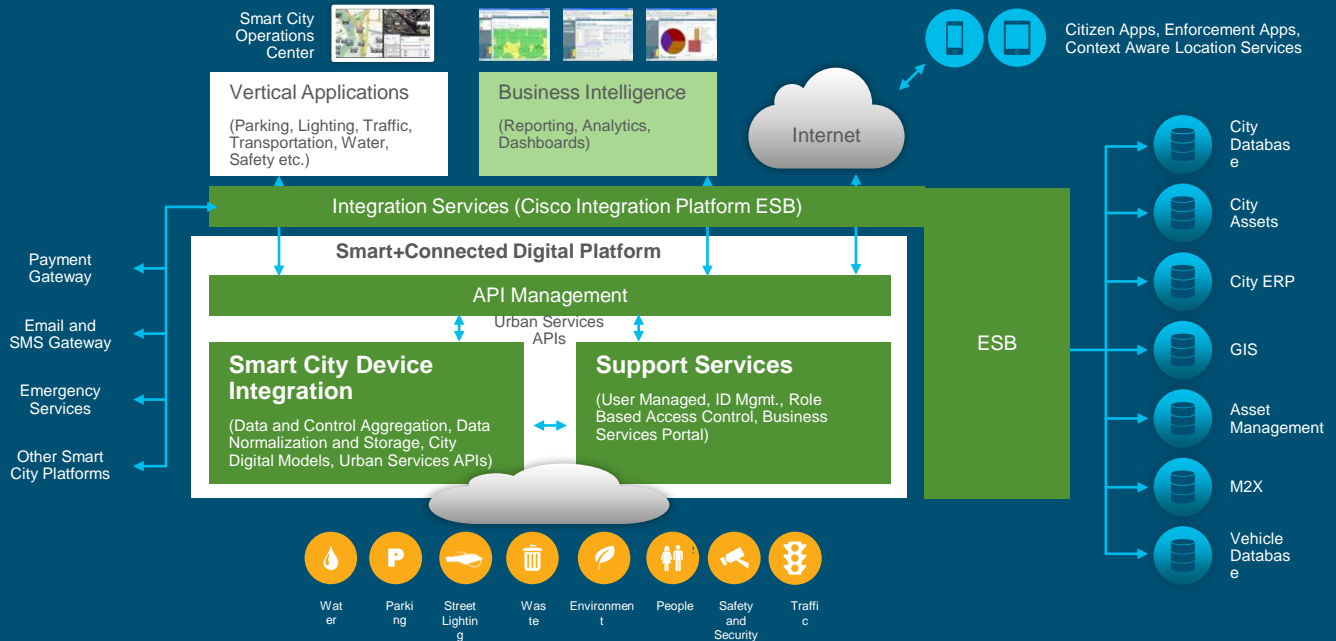 Smart City
Operations
Center
Citizen Apps, Enforcement Apps,
Context Aware Location Services
Vertical Applications
(Parking, Lighting, Traffic,
Transportation, Water,
Safety etc.)
Business Intelligence
(Reporting, Analytics,
Dashboards)
Internet
Integration Services (Cisco Integration Platform ESB)
Smart+Connected Digital Platform
API Management
Urban Services
APIs
Smart City Device
Integration
(Data and Control Aggregation, Data
Normalization and Storage, City
Digital Models, Urban Services APIs)
Support Services
(User Managed, ID Mgmt., Role
Based Access Control, Business
Services Portal)
ESB
Payment
Gateway
Email and
SMS Gateway
Emergency
Services
Other Smart
City Platforms
City
Databas
e
City
Assets
City ERP
GIS
Asset
Management
M2X
Vehicle
Databas
e
P
Wat
er
Parki
ng
Street
Lightin
g
Was
te
Environmen
t
People
Safety
and
Security
Traffi
c